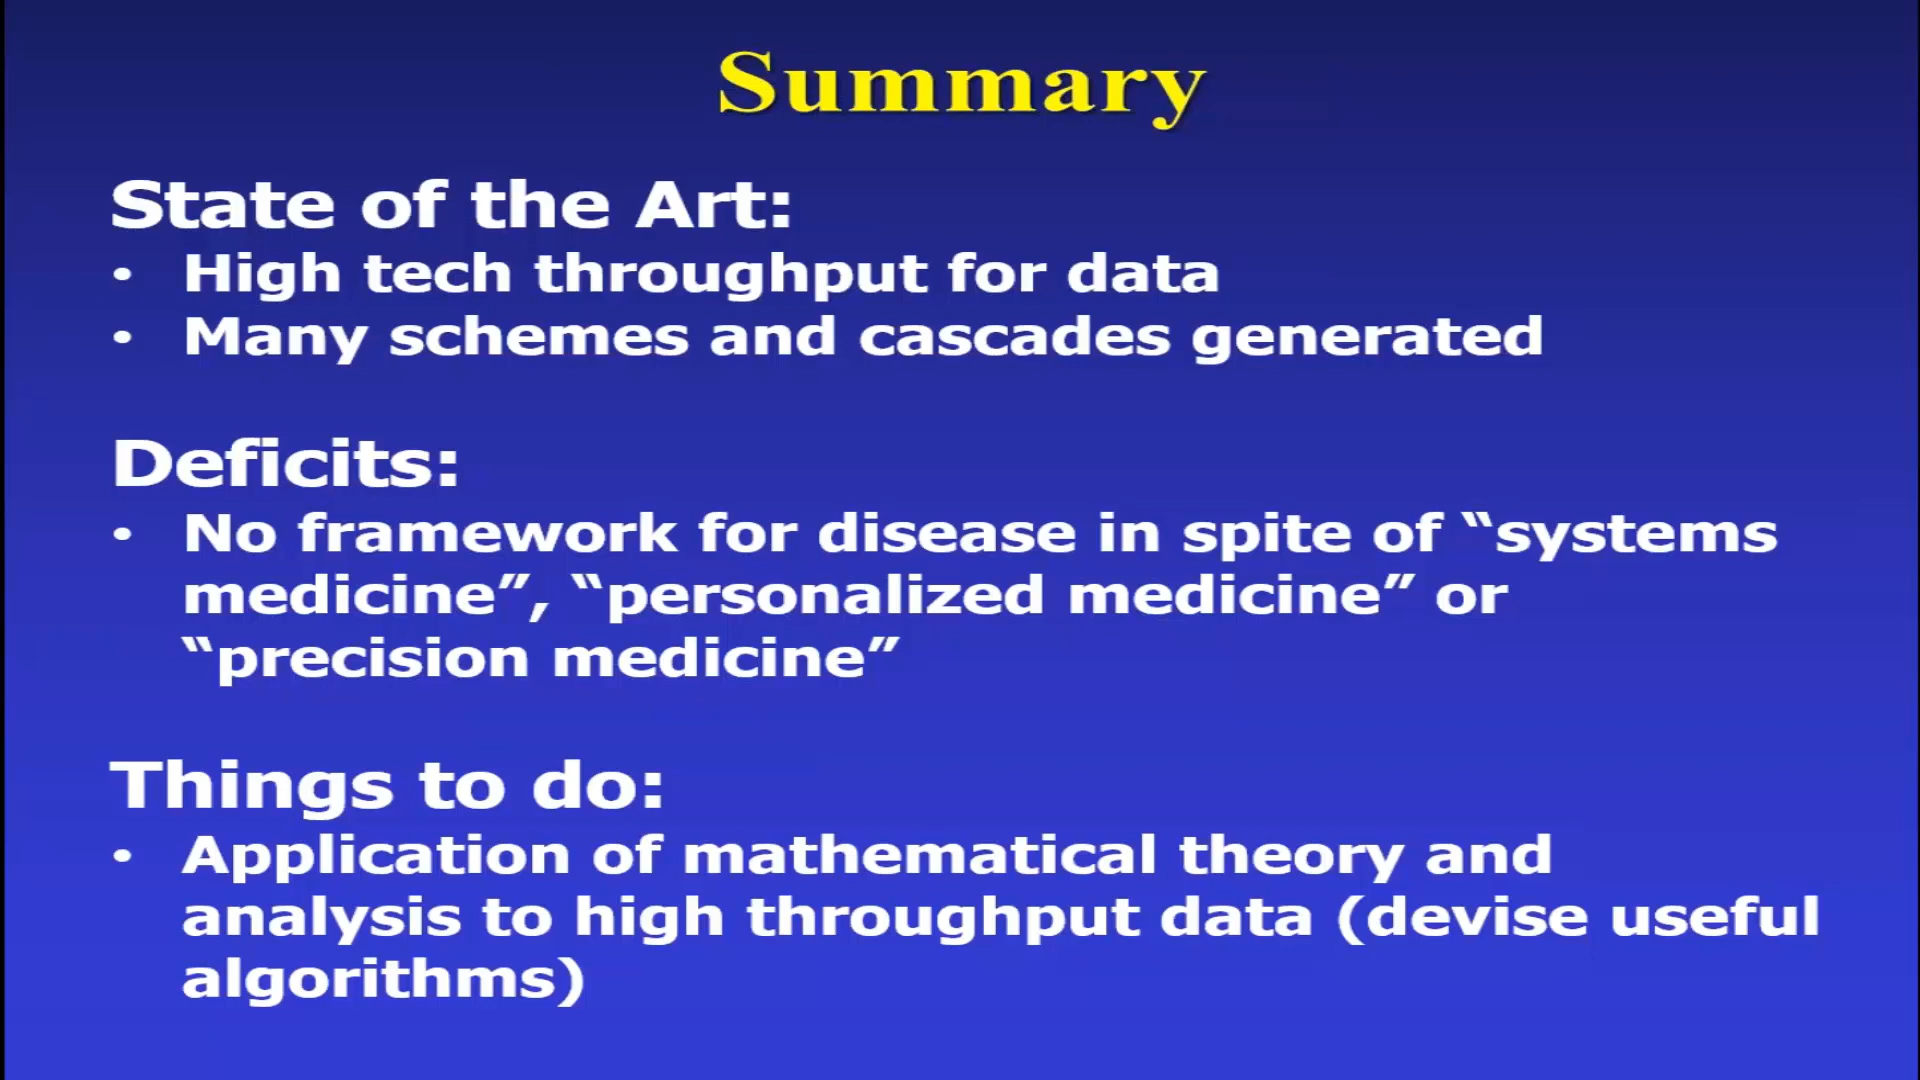 Summary
State of the Art:
• High tech throughput for data
• Many schemes and cascades generated
Deficits:
• No framework for disease in spite of “systems
medicine”, “personalized medicine” or
“precision medicine”
Things to do:
• Application of mathematical theory and
analysis to high throughput data (devise useful
algorithms)